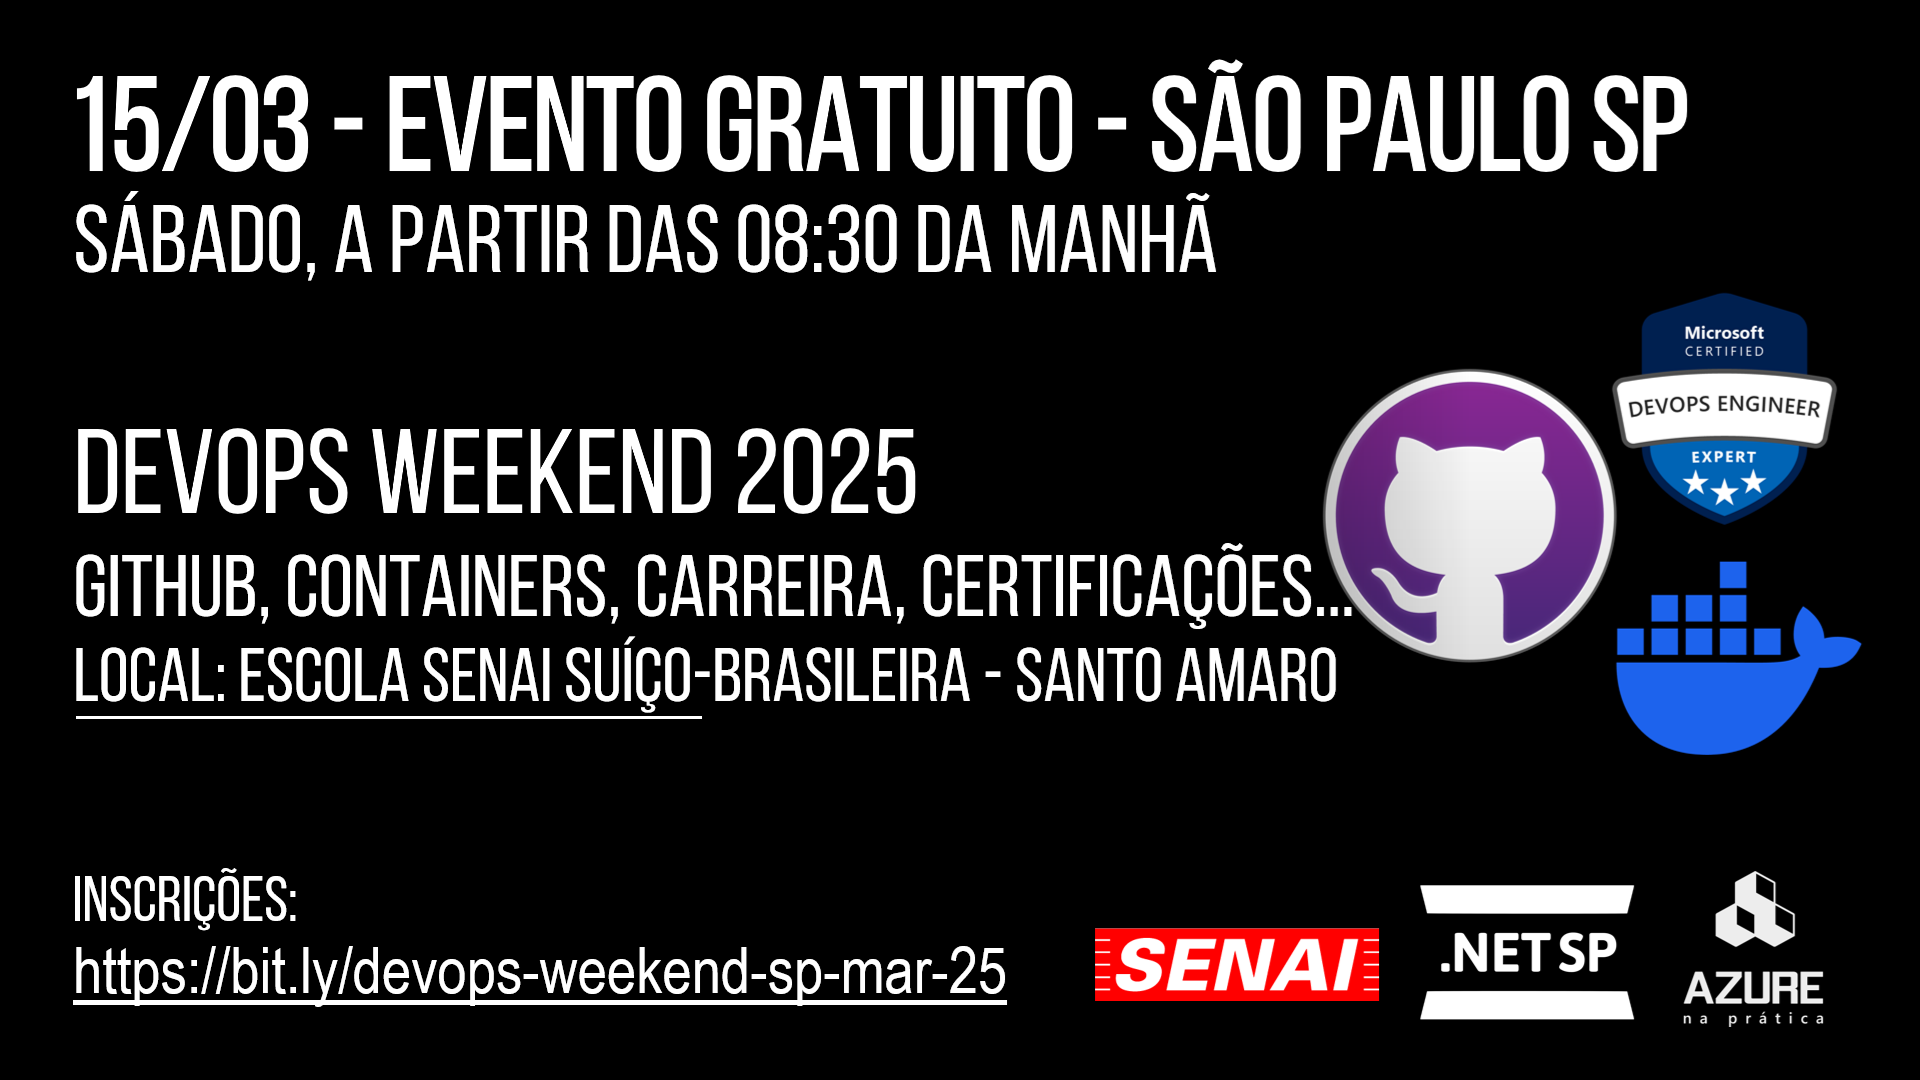 15/03 - EVENTO GRATUITO - SÃO PAULO SP
SÁBADO, A PARTIR DAS 08:30 DA MANHÃ
Microsoft
CERTIFIED
DEVOPS ENGINEER
EXPERT
DEVOPS WEEKEND 2025
GITHUB, CONTAINERS, CARREIRA, CERTIFICAÇÕES...
LOCAL: ESCOLA SENAI SUÍÇO-BRASILEIRA - SANTO AMARO
INSCRIÇÕES:
https://bit.ly/devops-weekend-sp-mar-25
SENAI
.NET SP
AZURE
na prática